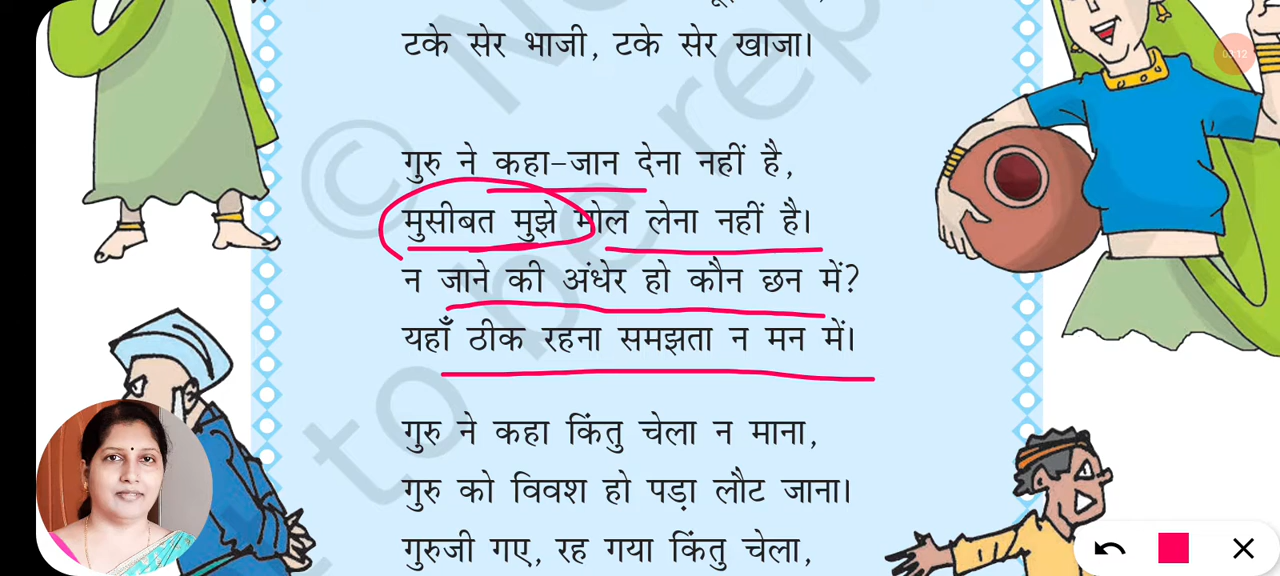 टके सेर भाजी, टके सेर खाजा।
गुरु ने कहा-जान देना नहीं है,
मुसीबत मुझे मोल लेना नहीं है।
न जाने की अंधेर हो कौन छन में?
यहाँ ठीक रहना समझता न मन में।
गुरु ने कहा किंतु चेला न माना,
गुरु को विवश हो पड़ा लौट जाना।
गुरुजी गए, रह गया किंतु चेला,